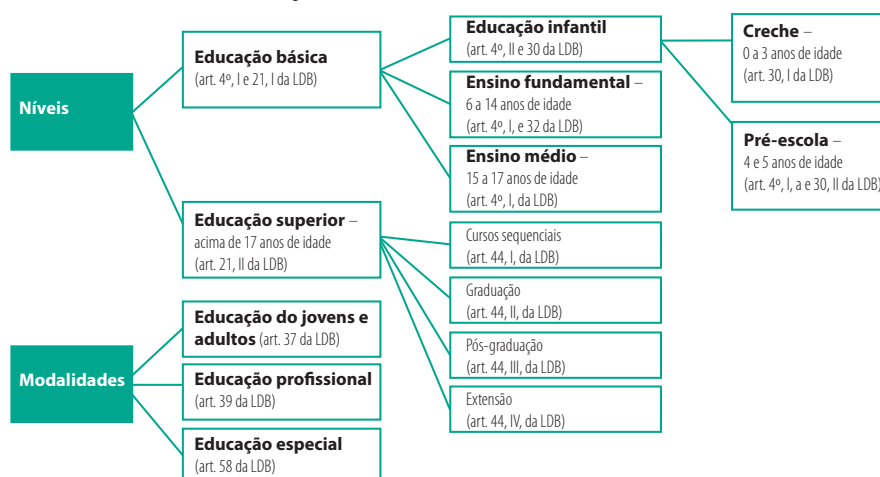 Níveis
Educação básica
(art. 4º, I e 21, I da LDB)
Educação infantil
(art. 4º, II e 30 da LDB)
Creche –
0 a 3 anos de idade
(art. 30, I da LDB)
Pré-escola –
4 e 5 anos de idade
(art. 4º, I, a e 30, II da LDB)
Ensino fundamental –
6 a 14 anos de idade
(art. 4º, I, e 32 da LDB)
Ensino médio –
15 a 17 anos de idade
(art. 4º, I, da LDB)
Educação superior –
acima de 17 anos de idade
(art. 21, II da LDB)
Cursos sequenciais
(art. 44, I, da LDB)
Graduação
(art. 44, II, da LDB)
Pós-graduação
(art. 44, III, da LDB)
Extensão
(art. 44, IV, da LDB)
Modalidades
Educação do jovens e
adultos (art. 37 da LDB)
Educação profissional
(art. 39 da LDB)
Educação especial
(art. 58 da LDB)